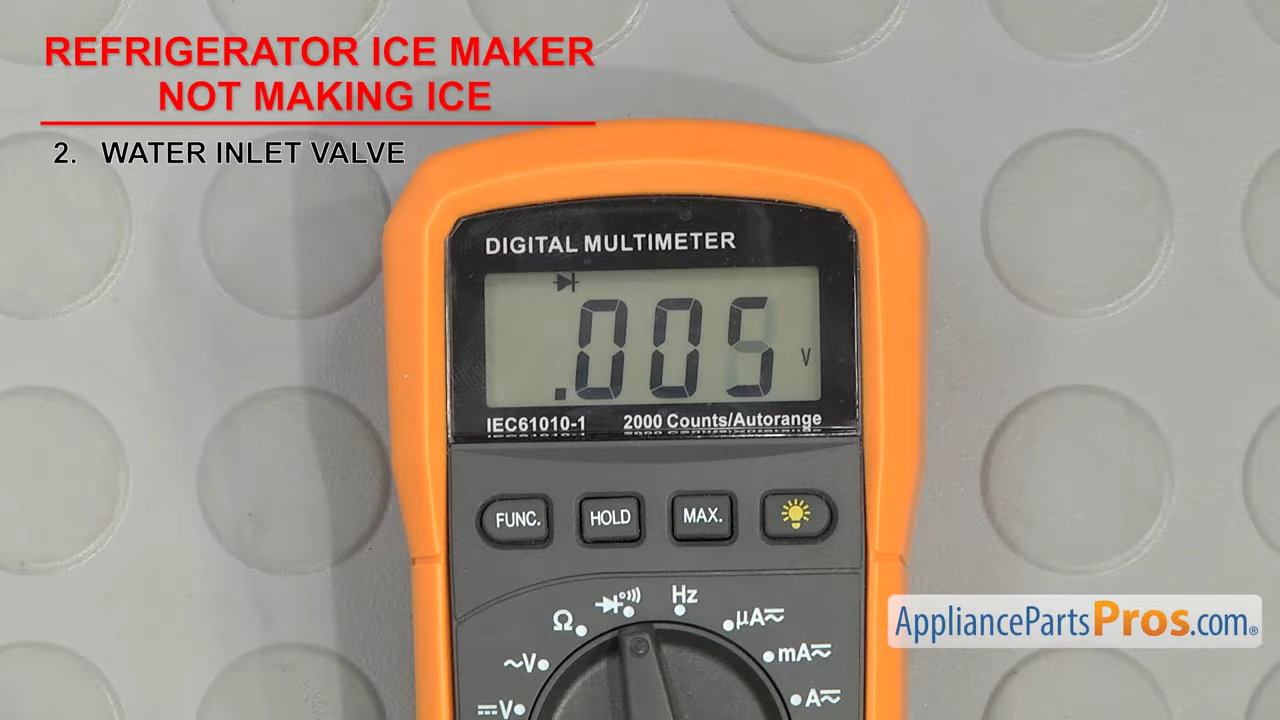 REFRIGERATOR ICE MAKER
NOT MAKING ICE
2. WATER INLET VALVE
DIGITAL MULTIMETER
.005 V
IEC61010-1 2000 Counts/Autorange
FUNC. HOLD MAX.
Hz
Ω µA
~V mA
V A
AppliancePartsPros.com®